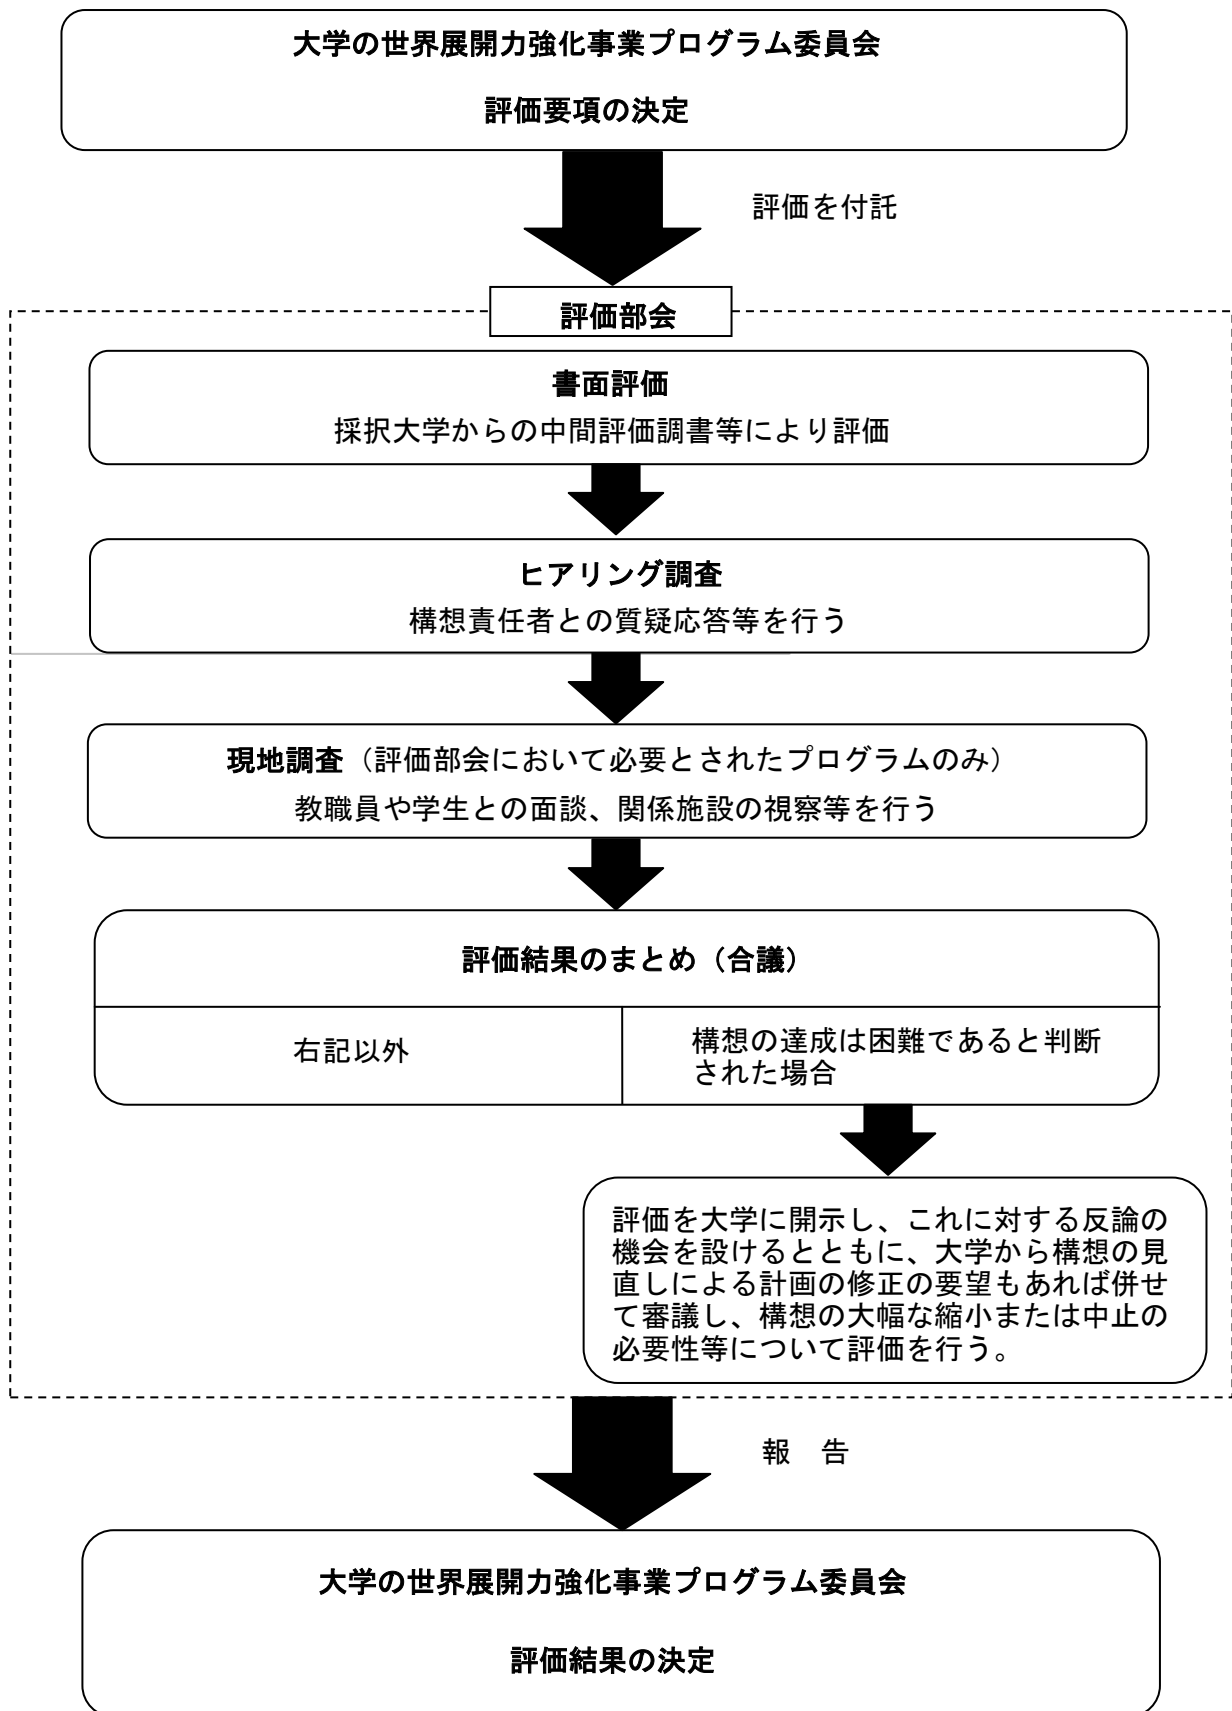 大学の世界展開力強化事業プログラム委員会
評価要項の決定
評価を付託
評価部会
書面評価
採択大学からの中間評価調書等により評価
ヒアリング調査
構想責任者との質疑応答等を行う
現地調査（評価部会において必要とされたプログラムのみ）
教職員や学生との面談、関係施設の視察等を行う
評価結果のまとめ（合議）
右記以外
構想の達成は困難であると判断
された場合
評価を大学に開示し、これに対する反論の
機会を設けるとともに、大学から構想の見
直しによる計画の修正の要望もあれば併せ
て審議し、構想の大幅な縮小または中止の
必要性等について評価を行う。
報　告
大学の世界展開力強化事業プログラム委員会
評価結果の決定